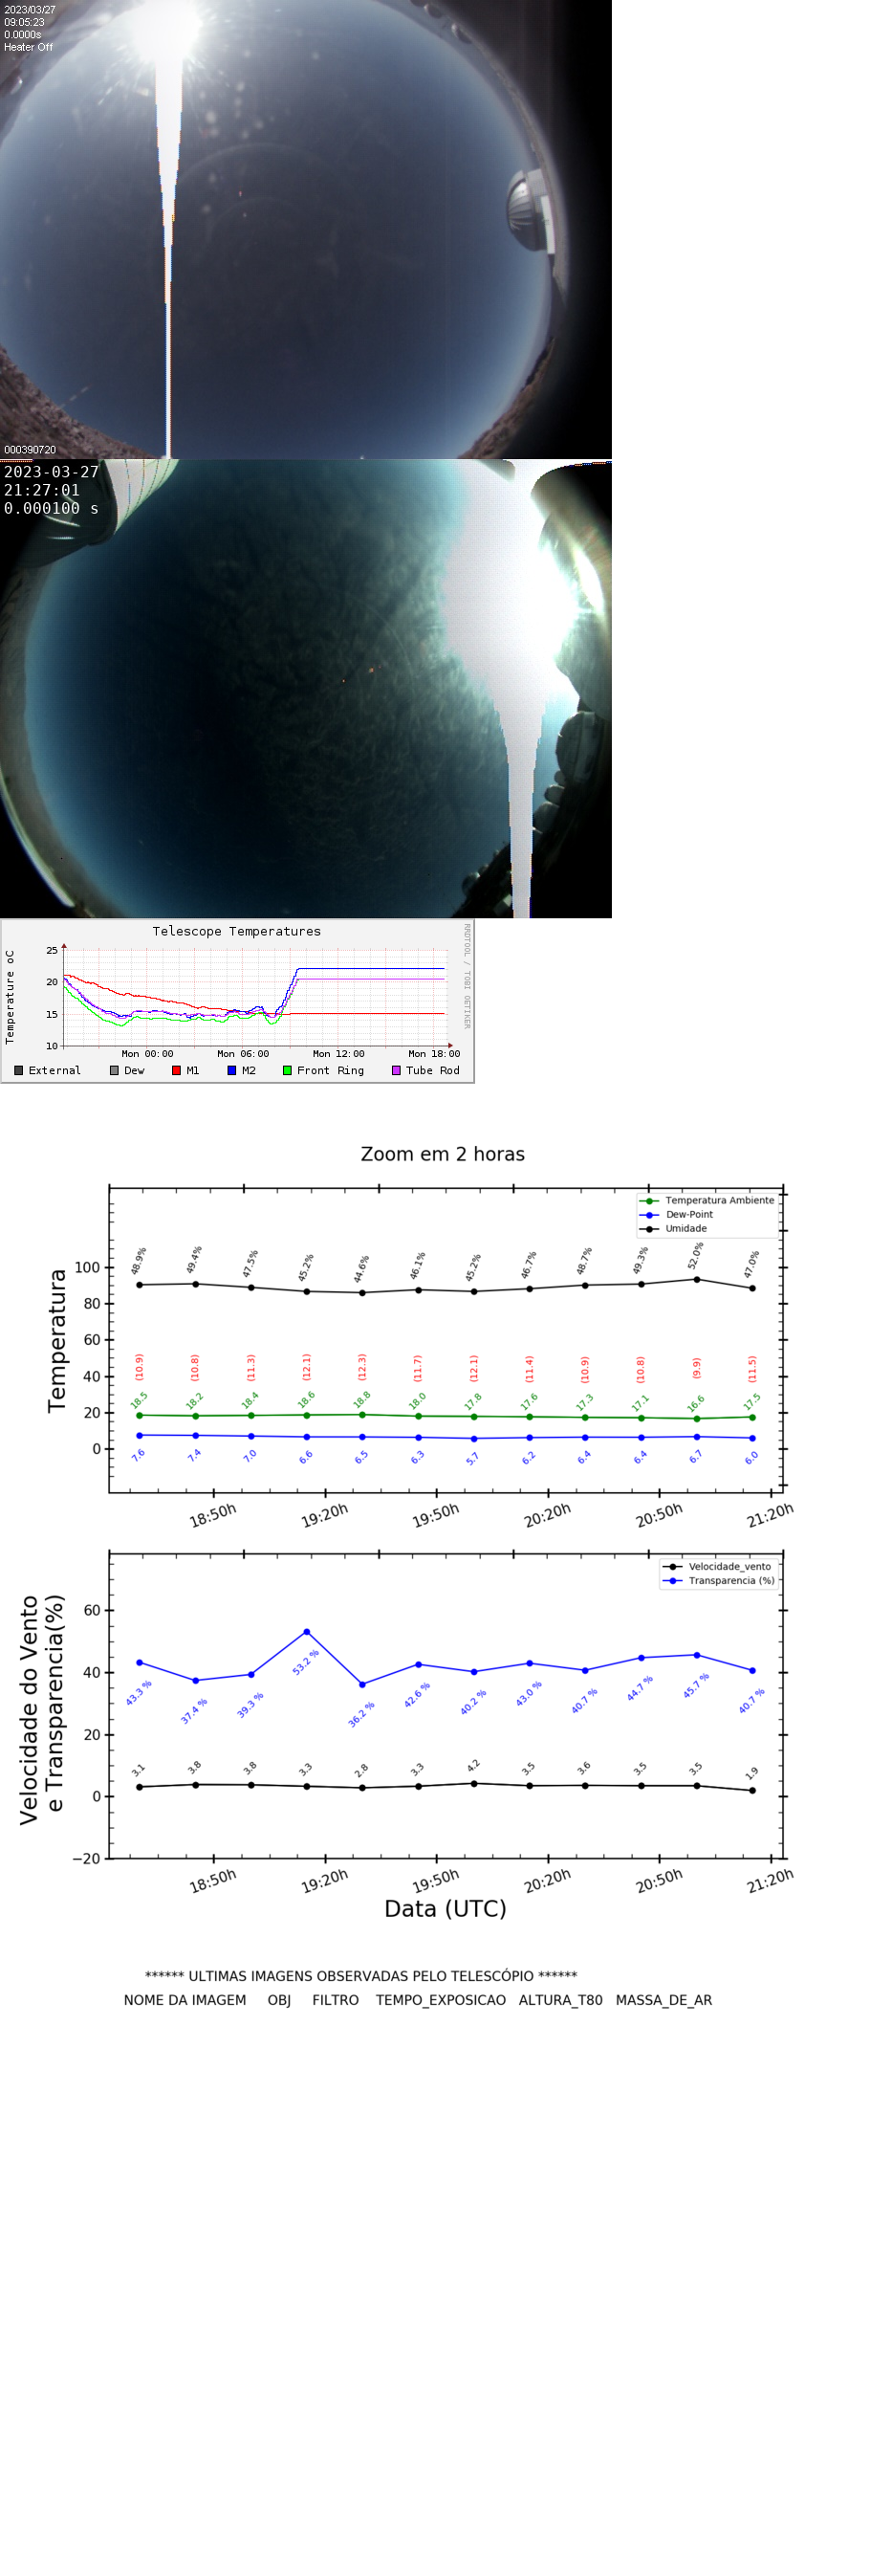 2023/03/27
09:05:23
0.0000s
Heater Off
000390720
2023-03-27
21:27:01
0.000100 s
Telescope Temperatures
RRDTOOL / TOBI OETIKER
Temperature oC
25
20
15
10
Mon 00:00 Mon 06:00 Mon 12:00 Mon 18:00
External Dew M1 M2 Front Ring Tube Rod
Zoom em 2 horas
Temperatura Ambiente
Dew-Point
Umidade
Temperatura
100
80
60
40
20
0
48.9% 49.4% 47.5% 45.2% 44.6% 46.1% 45.2% 46.7% 48.7% 49.3% 52.0% 47.0%
(10.9) (10.8) (11.3) (12.1) (12.3) (11.7) (12.1) (11.4) (10.9) (10.8) (9.9) (11.5)
18.5 18.2 18.4 18.6 18.8 18.0 17.8 17.6 17.3 17.1 16.6 17.5
7.6 7.4 7.0 6.6 6.5 6.3 5.7 6.2 6.4 6.4 6.7 6.0
18:50h 19:20h 19:50h 20:20h 20:50h 21:20h
Velocidade_vento
Transparencia (%)
Velocidade do Vento
e Transparencia(%)
60
40
20
0
−20
43.3 % 37.4 % 39.3 % 53.2 % 36.2 % 42.6 % 40.2 % 43.0 % 40.7 % 44.7 % 45.7 % 40.7 %
3.1 3.8 3.8 3.3 2.8 3.3 4.2 3.5 3.6 3.5 3.5 1.9
18:50h 19:20h 19:50h 20:20h 20:50h 21:20h
Data (UTC)
****** ULTIMAS IMAGENS OBSERVADAS PELO TELESCÓPIO ******
NOME DA IMAGEM OBJ FILTRO TEMPO_EXPOSICAO ALTURA_T80 MASSA_DE_AR